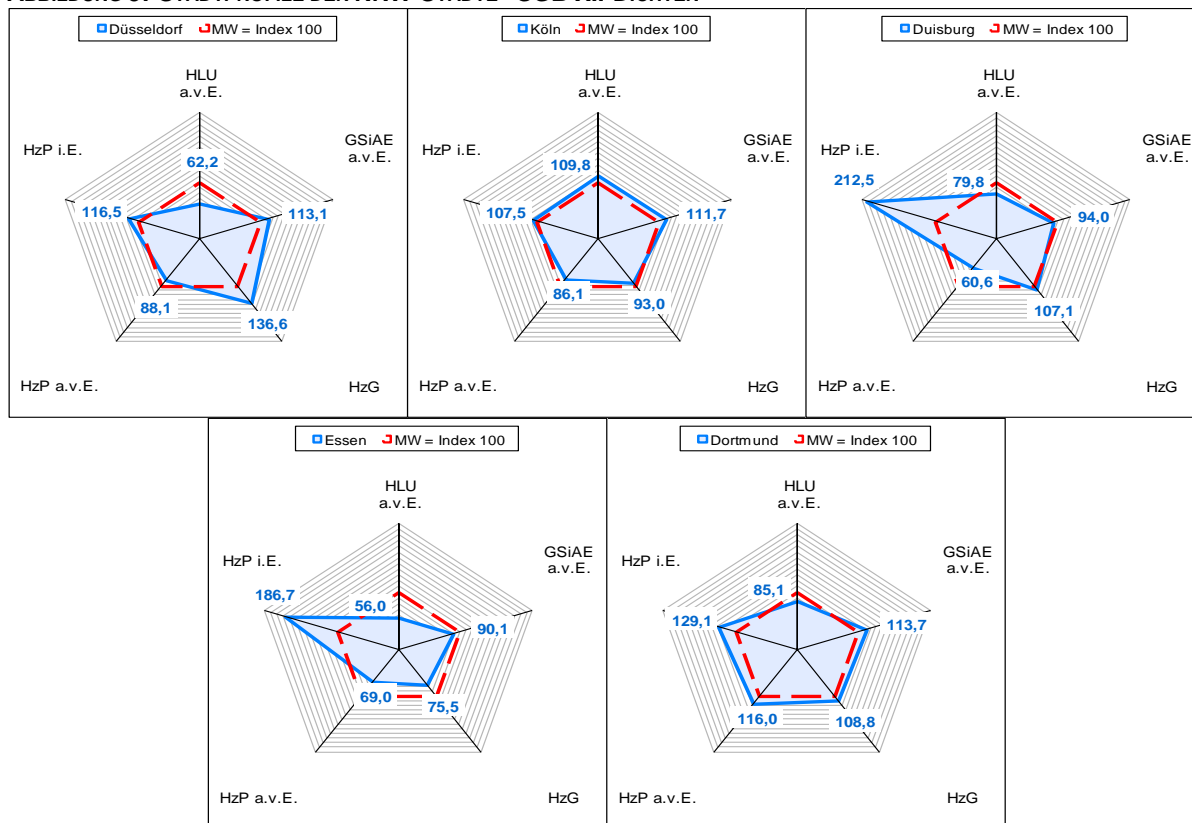 Düsseldorf MW = Index 100
HLU
a.v.E.
GSiAE
a.v.E.
HzP i.E.
62,2
116,5
113,1
88,1
136,6
HzP a.v.E.
HzG
Köln MW = Index 100
HLU
a.v.E.
GSiAE
a.v.E.
HzP i.E.
109,8
107,5
111,7
86,1
93,0
HzP a.v.E.
HzG
Duisburg MW = Index 100
HLU
a.v.E.
GSiAE
a.v.E.
HzP i.E.
212,5
79,8
94,0
60,6
107,1
HzP a.v.E.
HzG
Essen MW = Index 100
HLU
a.v.E.
GSiAE
a.v.E.
HzP i.E.
186,7
56,0
90,1
69,0
75,5
HzP a.v.E.
HzG
Dortmund MW = Index 100
HLU
a.v.E.
GSiAE
a.v.E.
HzP i.E.
85,1
129,1
113,7
116,0
108,8
HzP a.v.E.
HzG